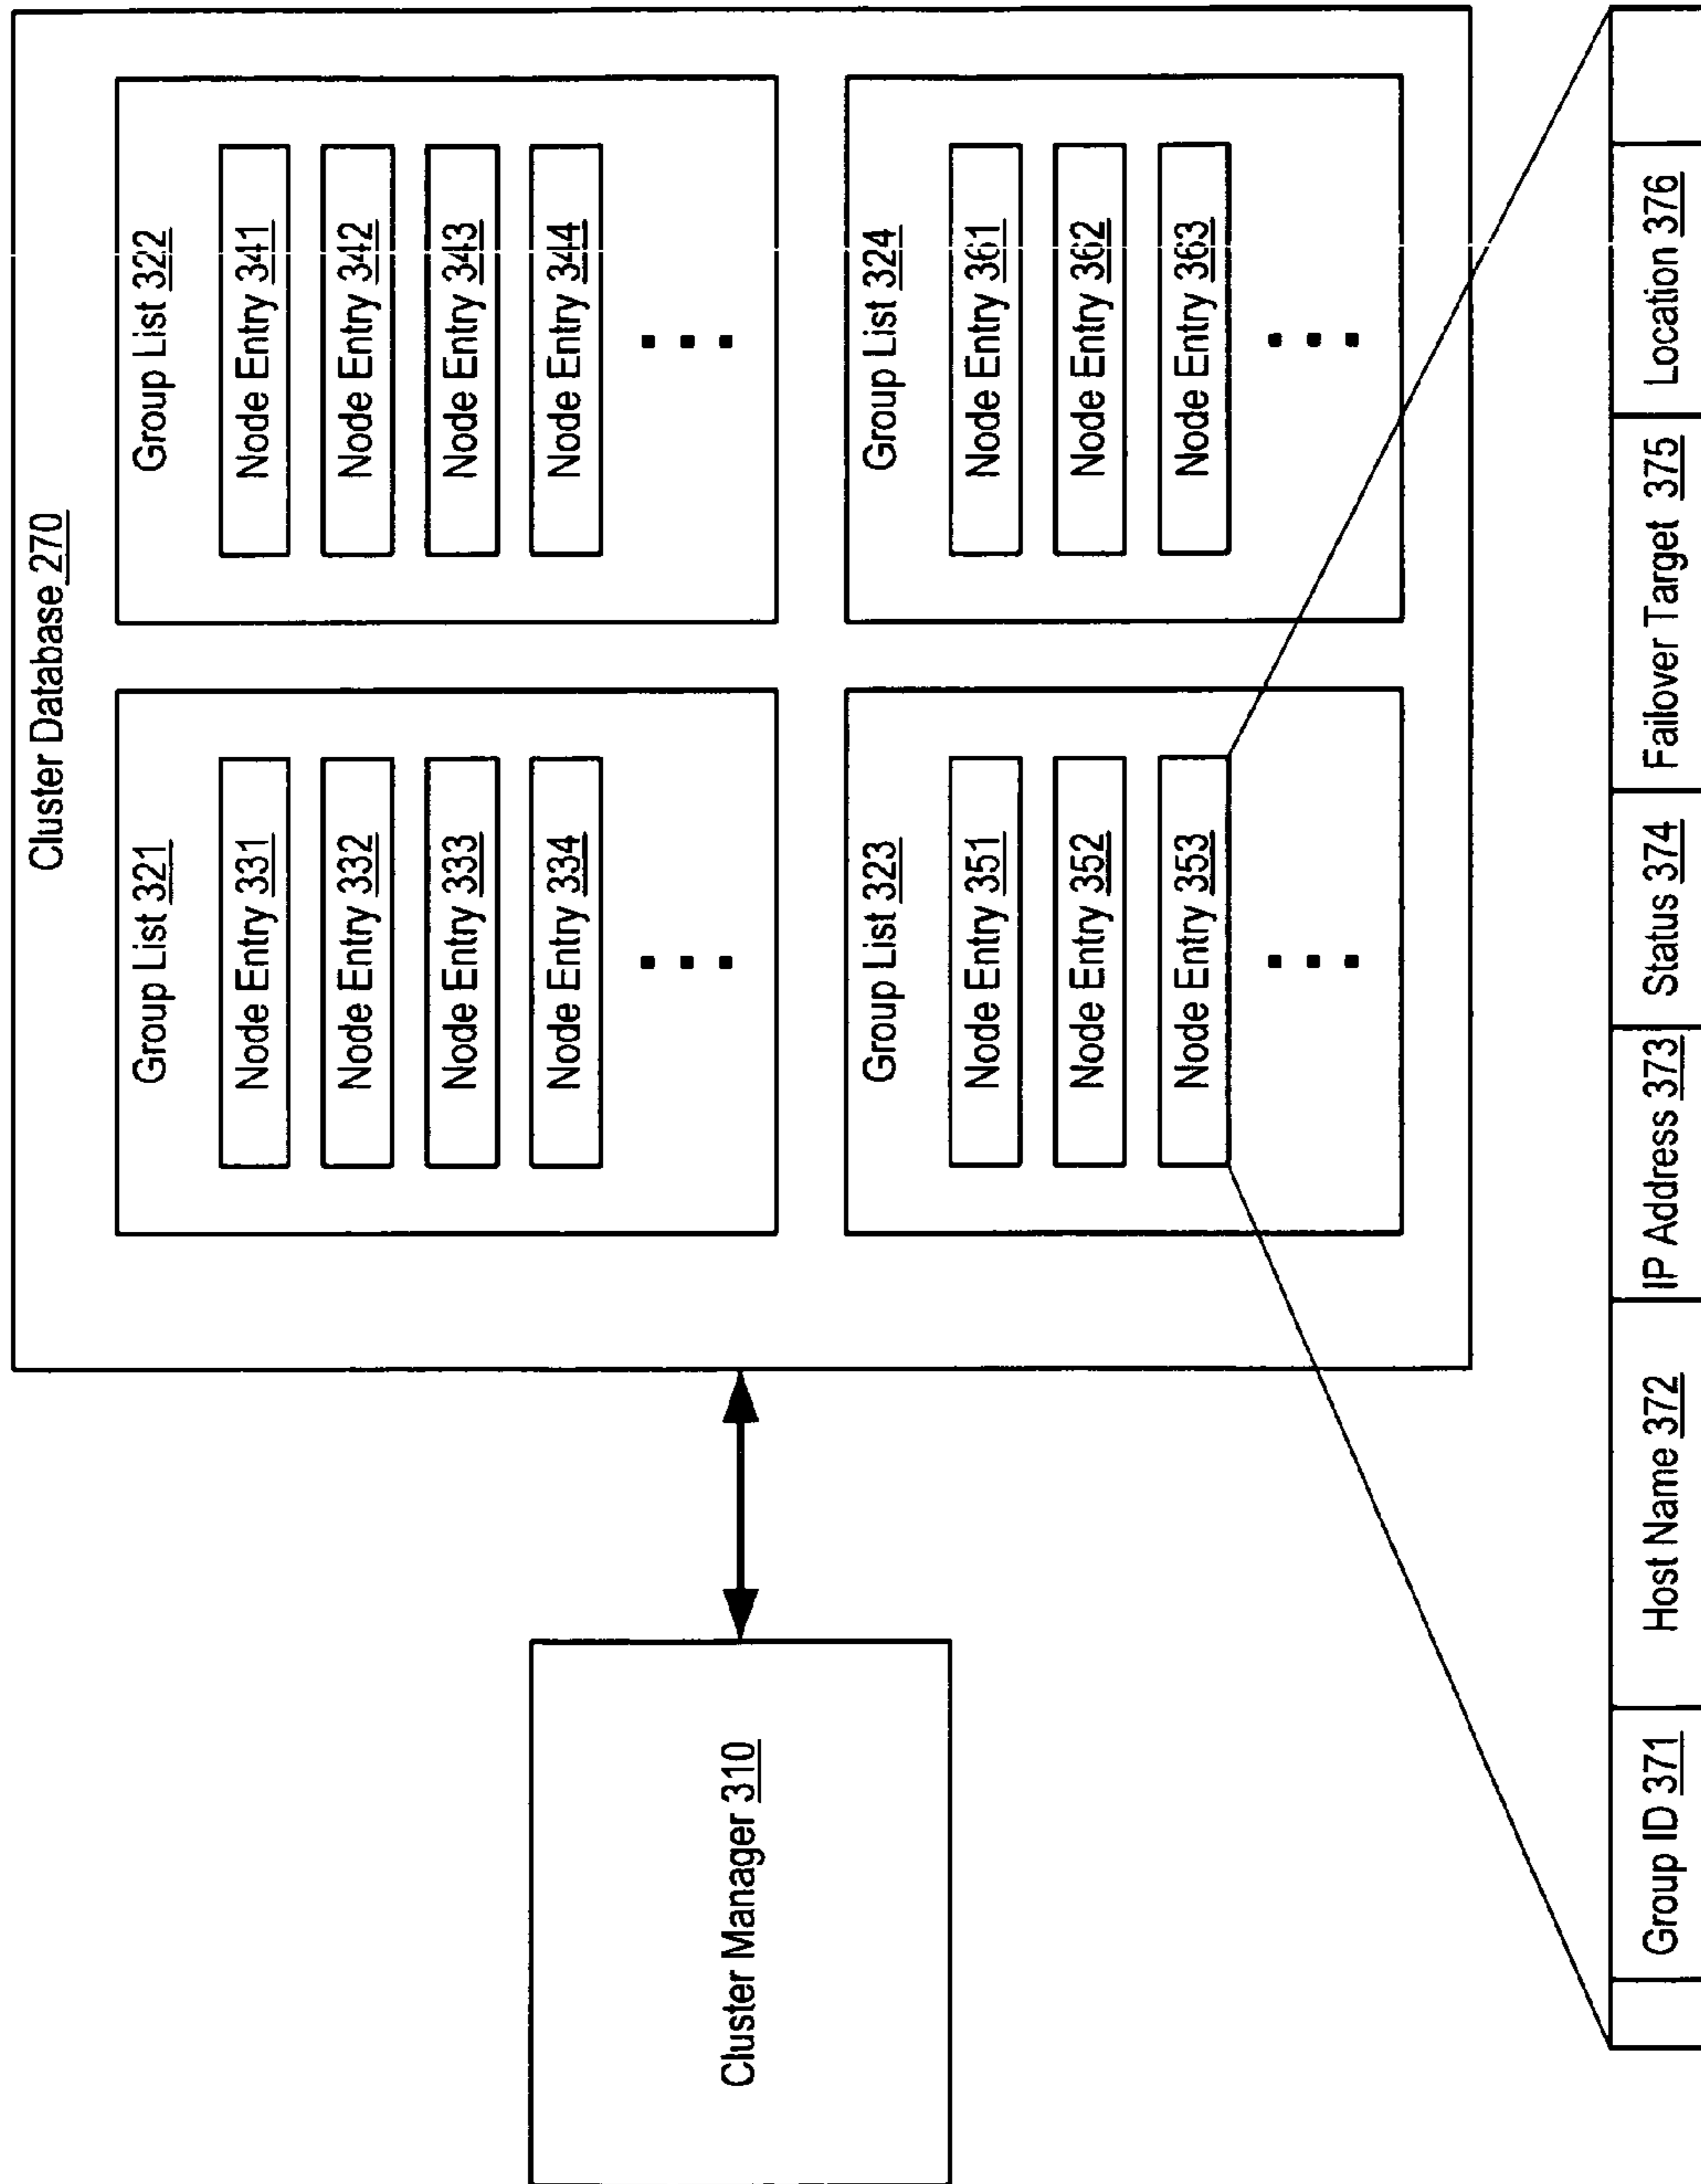 Cluster Database 270
Cluster Manager 310
Group List 321
Node Entry 331
Node Entry 332
Node Entry 333
Node Entry 334
Group List 322
Node Entry 341
Node Entry 342
Node Entry 343
Node Entry 344
Group List 323
Node Entry 351
Node Entry 352
Node Entry 353
Group List 324
Node Entry 361
Node Entry 362
Node Entry 363
Group ID 371
Host Name 372
IP Address 373
Status 374
Failover Target 375
Location 376